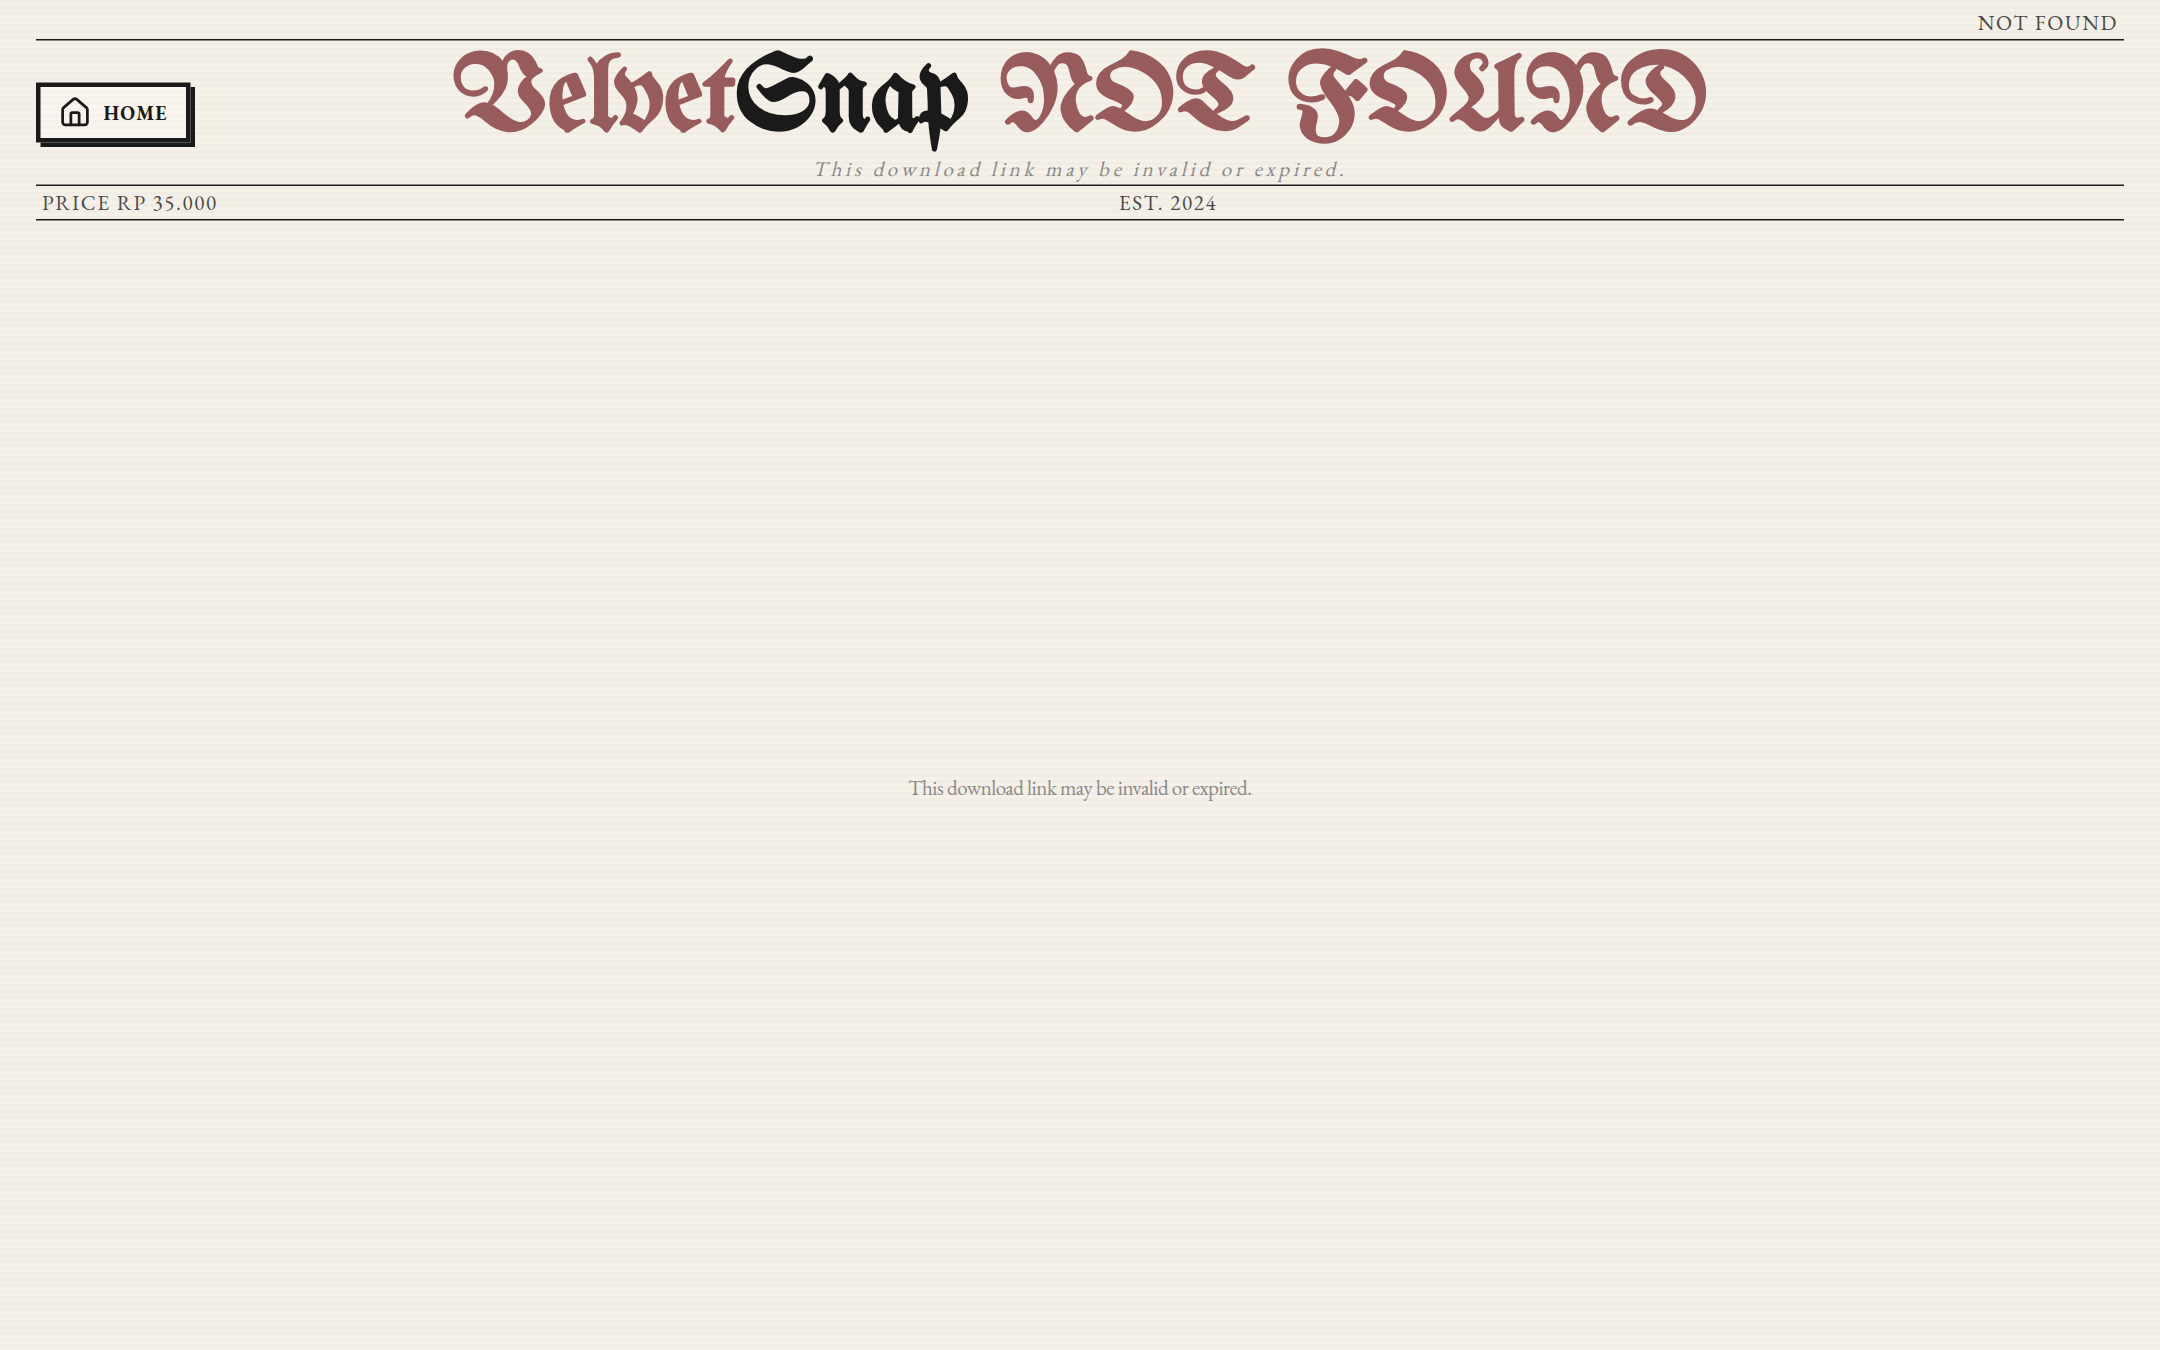 NOT FOUND
VelvetSnap NOT FOUND
HOME
This download link may be invalid or expired.
PRICE RP 35.000 EST. 2024
This download link may be invalid or expired.